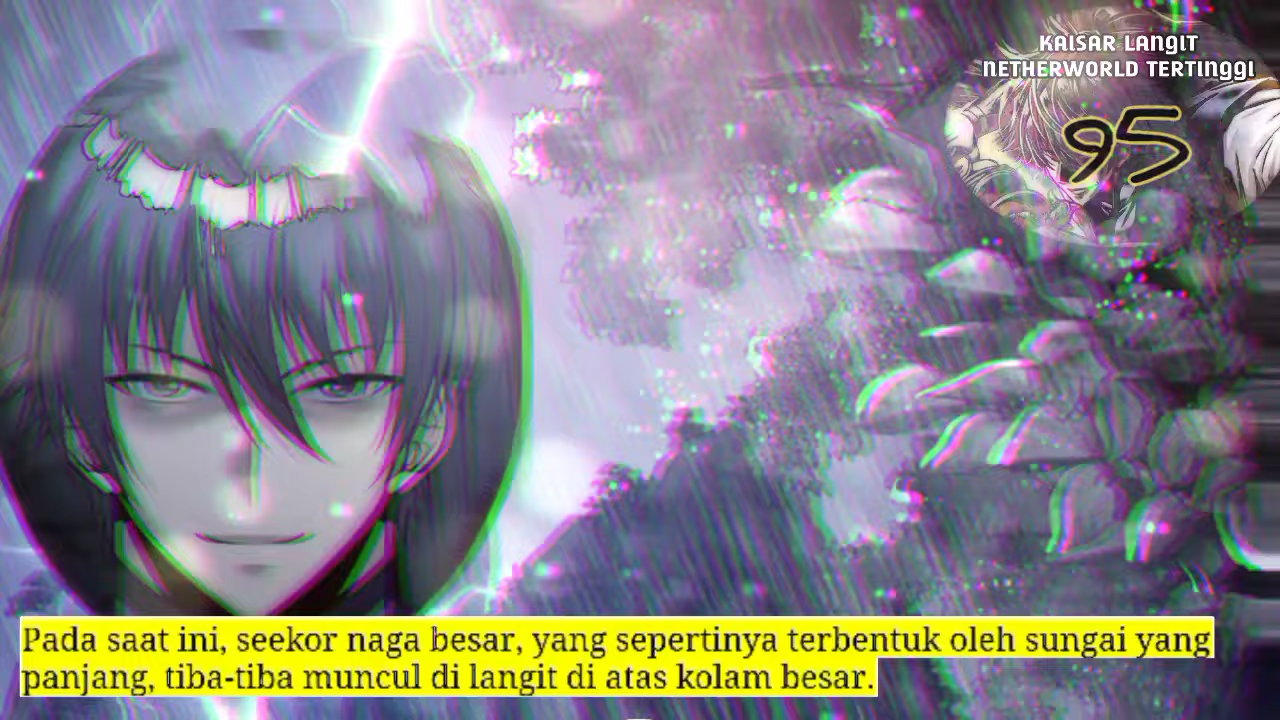 KAISAR LANGIT
NETHERWORLD TERTINGGI
95
Pada saat ini, seekor naga besar, yang sepertinya terbentuk oleh sungai yang
panjang, tiba-tiba muncul di langit di atas kolam besar.